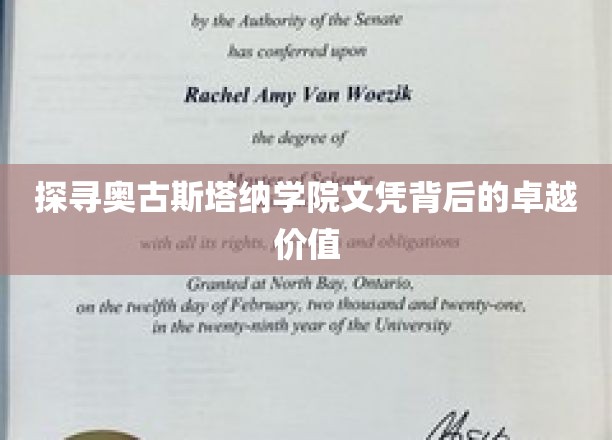 by the Authority of the Senate
has conferred upon
Rachel Amy Van Woezik
the degree of
Master of Science
探寻奥古斯塔纳学院文凭背后的卓越
价值
with all its rights, and obligations
Granted at North Bay, Ontario,
on the twelfth day of February, two thousand and twenty-one,
in the twenty-ninth year of the University